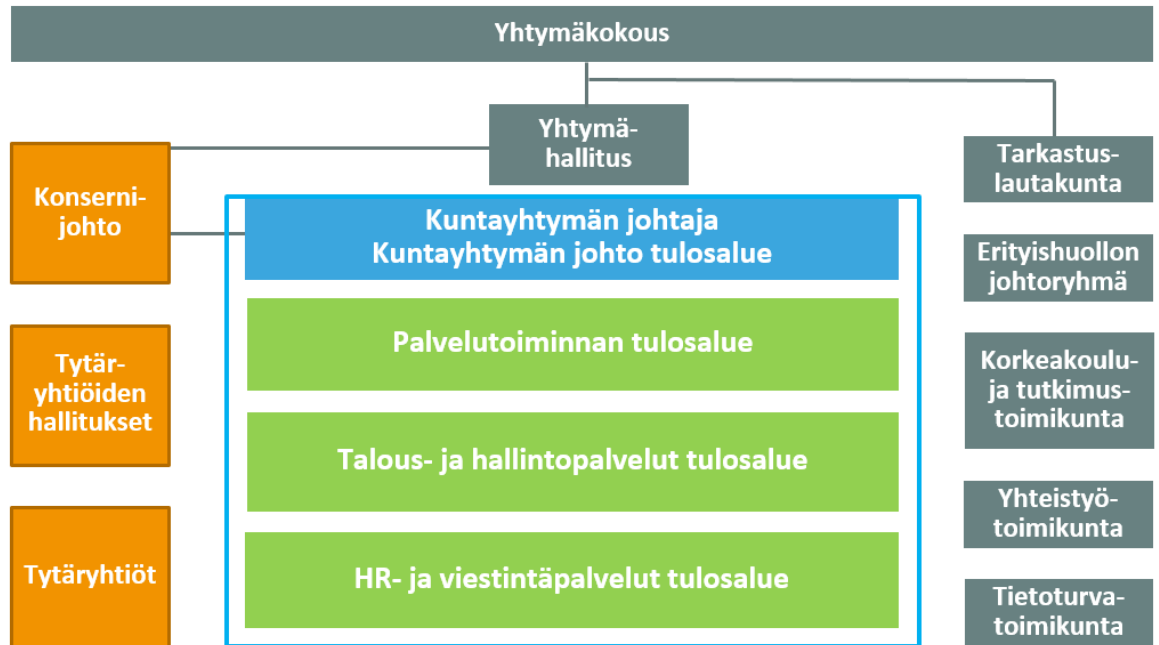 Yhtymäkokous
Yhtymä-
hallitus
Konserni-
johto
Tytär-
yhtiöiden
hallitukset
Tytäryhtiöt
Kuntayhtymän johtaja
Kuntayhtymän johto tulosalue
Palvelutoiminnan tulosalue
Talous- ja hallintopalvelut tulosalue
HR- ja viestintäpalvelut tulosalue
Tarkastus-
lautakunta
Erityishuollon
johtoryhmä
Korkeakoulu-
ja tutkimus-
toimikunta
Yhteistyö-
toimikunta
Tietoturva-
toimikunta